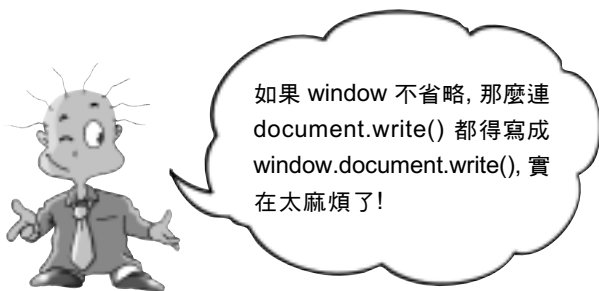 如果 window 不省略, 那麼連
document.write() 都得寫成
window.document.write(), 實
在太麻煩了!